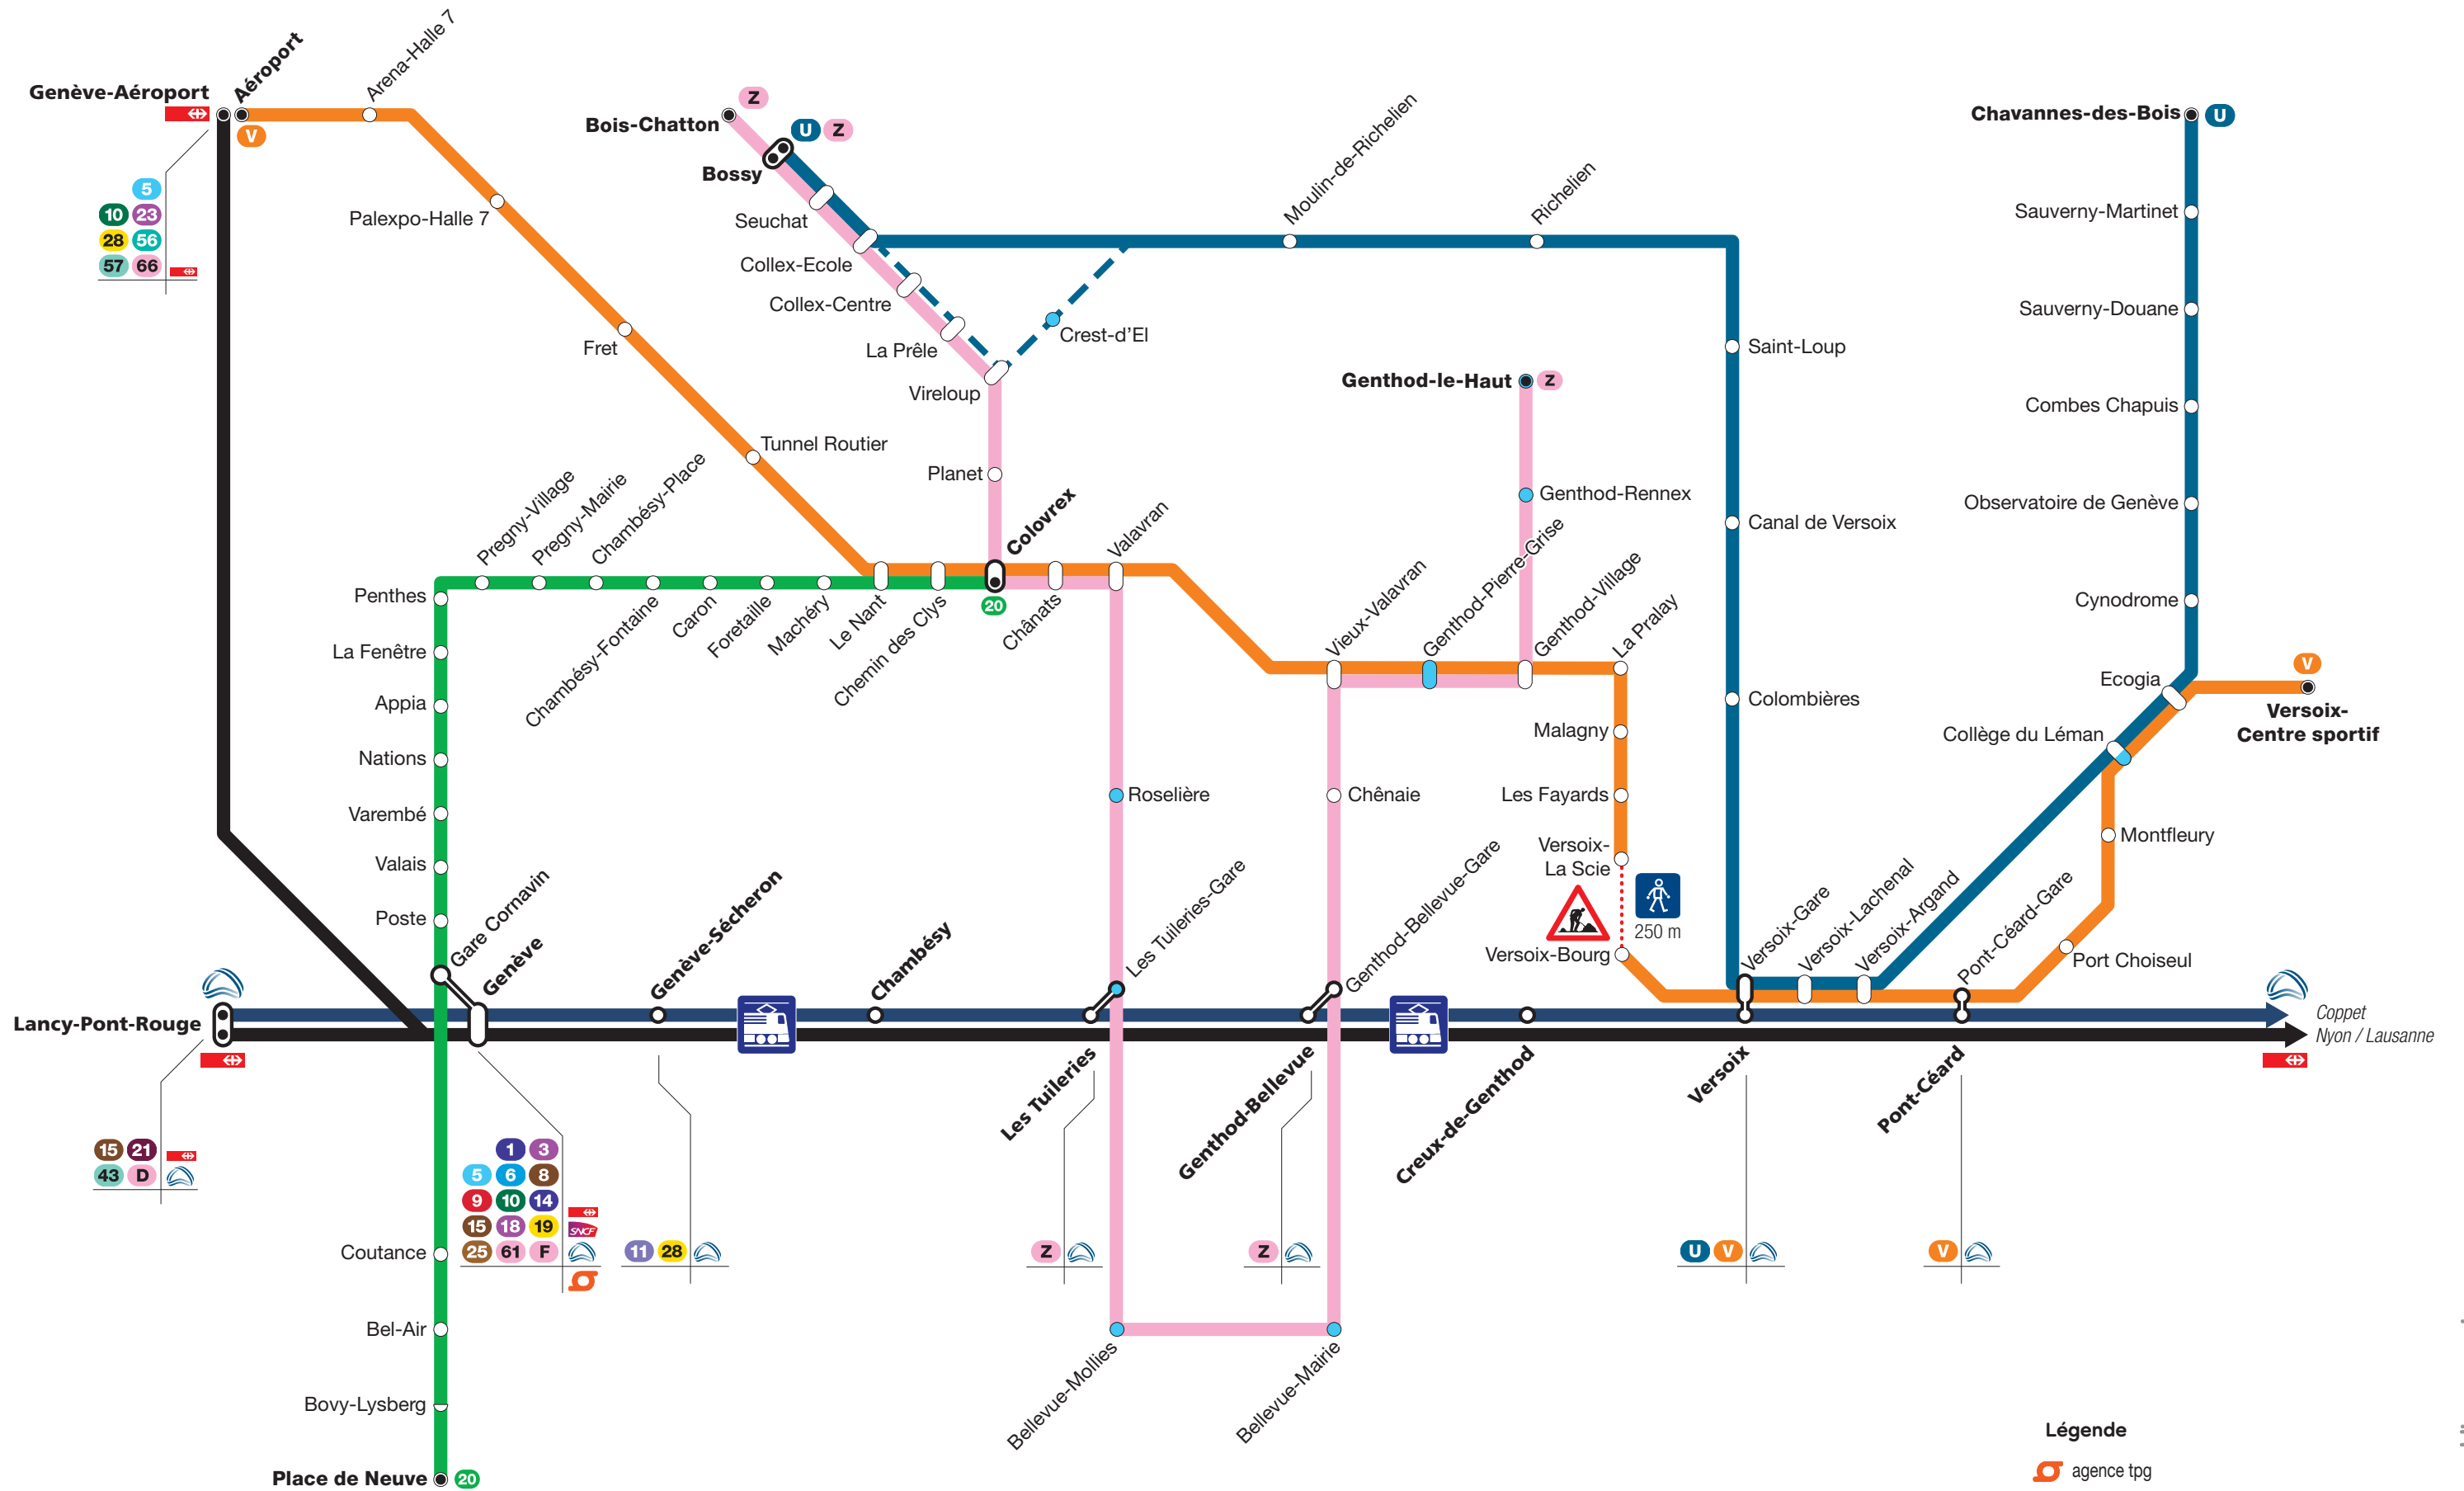 Genève-Aéroport
Aéroport
Arena-Halle 7
V
5
10 23
28 56
57 66
Palexpo-Halle 7
Fret
Tunnel Routier
Z
Bois-Chatton
U Z
Bossy
Seuchat
Collex-Ecole
Collex-Centre
La Prêle
Vireloup
Crest-d'El
Planet
Colovrex
20
Moulin-de-Richelien
Richelien
Saint-Loup
Canal de Versoix
Colombières
Genthod-le-Haut
Z
Genthod-Rennex
Genthod-Pierre-Grise
Genthod-Village
Vieux-Valavran
La Pralay
Malagny
Les Fayards
Versoix-
La Scie
250 m
Versoix-Bourg
Chavannes-des-Bois
U
Sauverny-Martinet
Sauverny-Douane
Combes Chapuis
Observatoire de Genève
Cynodrome
Ecogia
V
Versoix-
Centre sportif
Collège du Léman
Montfleury
Port Choiseul
Pont-Céard-Gare
Versoix-Argand
Versoix-Lachenal
Versoix-Gare
Pregny-Village
Pregny-Mairie
Chambésy-Place
Chambésy-Fontaine
Caron
Foretaille
Machéry
Le Nant
Chemin des Clys
Chânats
Valavran
Penthes
La Fenêtre
Appia
Nations
Varembé
Valais
Poste
Gare Cornavin
Roselière
Chênaie
Les Tuileries-Gare
Genthod-Bellevue-Gare
Lancy-Pont-Rouge
Genève
Genève-Sécheron
Chambésy
Les Tuileries
Genthod-Bellevue
Creux-de-Genthod
Versoix
Pont-Céard
Coppet
Nyon / Lausanne
15 21
43 D
1 3
5 6 8
9 10 14
15 18 19
SNCF
25 61 F
11 28
Z
Z
U V
V
Coutance
Bel-Air
Bovy-Lysberg
Place de Neuve
20
Bellevue-Mollies
Bellevue-Mairie
Légende
agence tpg